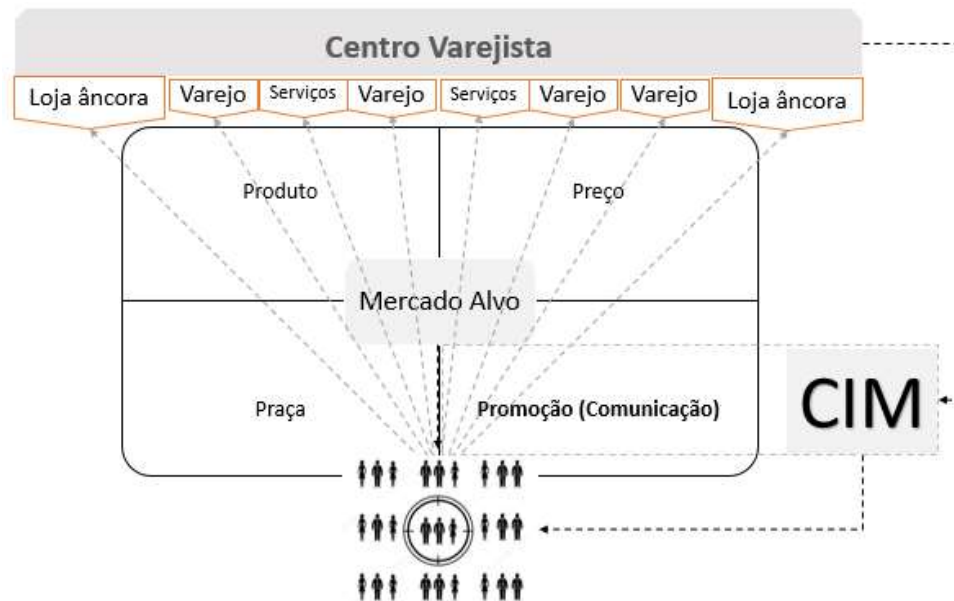 Centro Varejista
Loja âncora
Varejo
Serviços
Varejo
Serviços
Varejo
Varejo
Loja âncora
Produto
Preço
Mercado Alvo
Praça
Promoção (Comunicação)
CIM